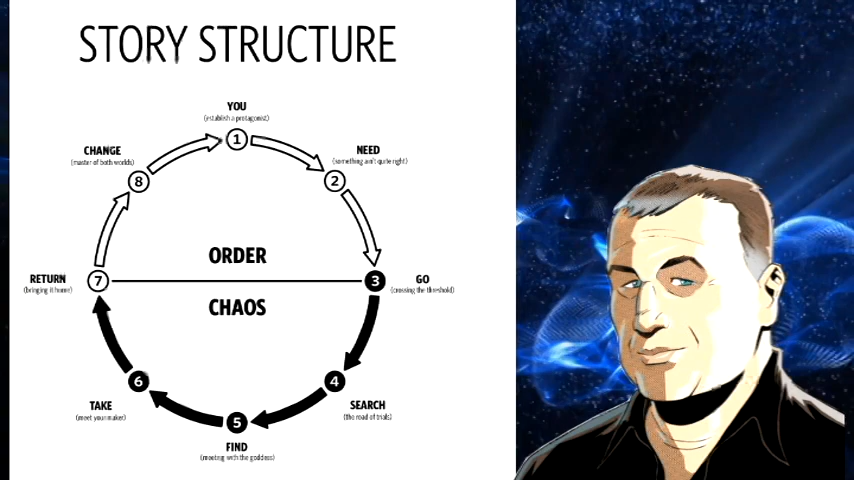 STORY STRUCTURE
YOU
(establish a protagonist)
1
NEED
(something ain't quite right)
2
GO
(crossing the threshold)
3
SEARCH
(the road of trials)
4
FIND
(meeting with the goddess)
5
TAKE
(meet your maker)
6
RETURN
(bringing it home)
7
CHANGE
(master of both worlds)
8
ORDER
CHAOS